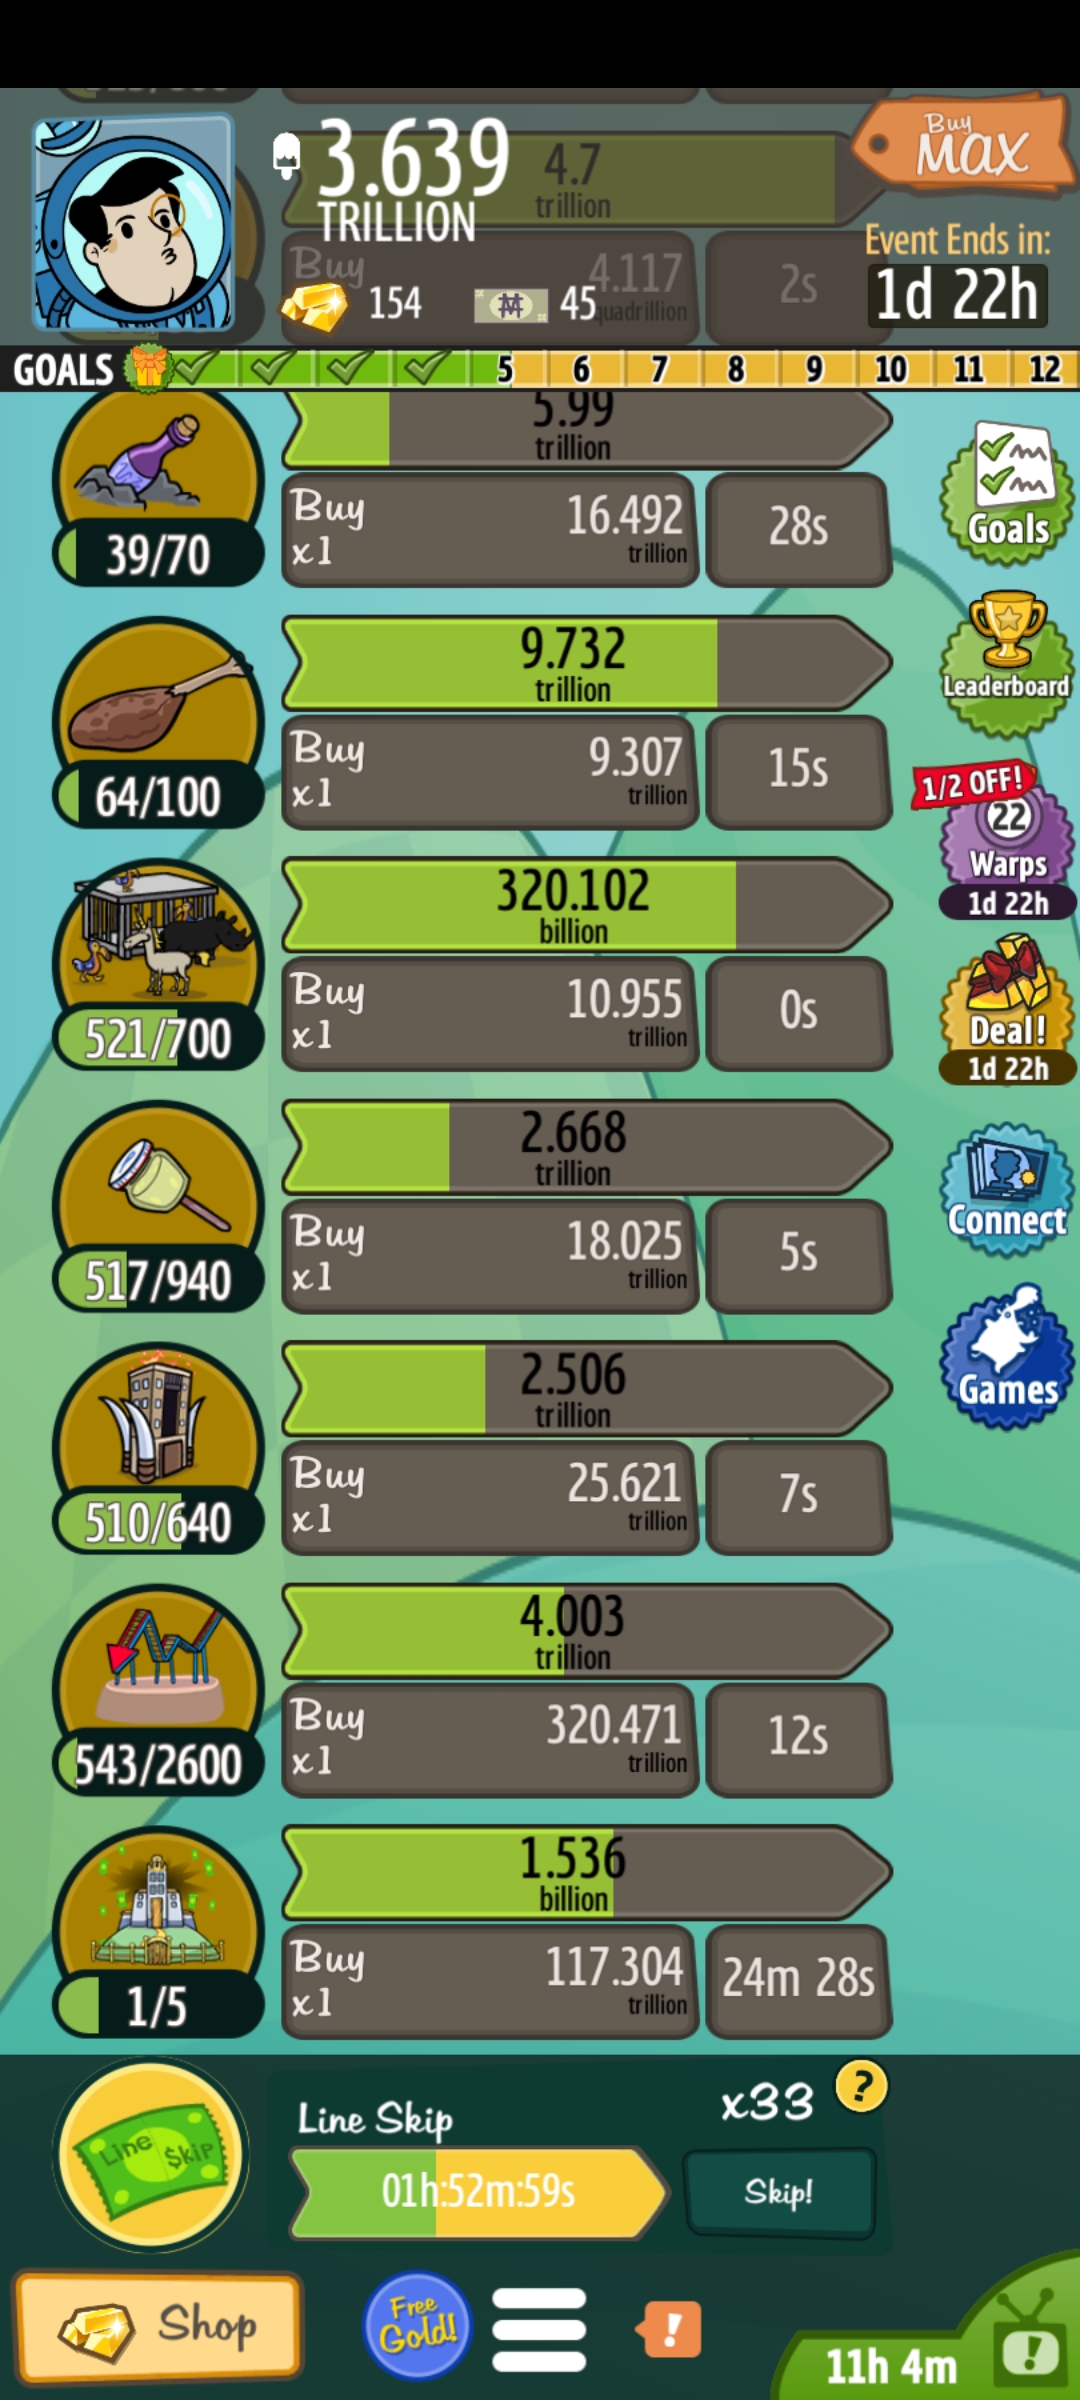 3.639
TRILLION
4.7
trillion
Buy
MAX
Buy
4.117
quadrillion
2s
154
45
Event Ends in:
1d 22h
GOALS
5 6 7 8 9 10 11 12
5.99
trillion
39/70
Buy
x1
16.492
trillion
28s
Goals
9.732
trillion
64/100
Buy
x1
9.307
trillion
15s
Leaderboard
1/2 OFF!
22
Warps
1d 22h
320.102
billion
521/700
Buy
x1
10.955
trillion
0s
Deal!
1d 22h
2.668
trillion
517/940
Buy
x1
18.025
trillion
5s
Connect
2.506
trillion
510/640
Buy
x1
25.621
trillion
7s
Games
4.003
trillion
543/2600
Buy
x1
320.471
trillion
12s
1.536
billion
1/5
Buy
x1
117.304
trillion
24m 28s
Line $kip
Line Skip
x33
?
01h:52m:59s
Skip!
Shop
Free
Gold!
!
11h 4m
!